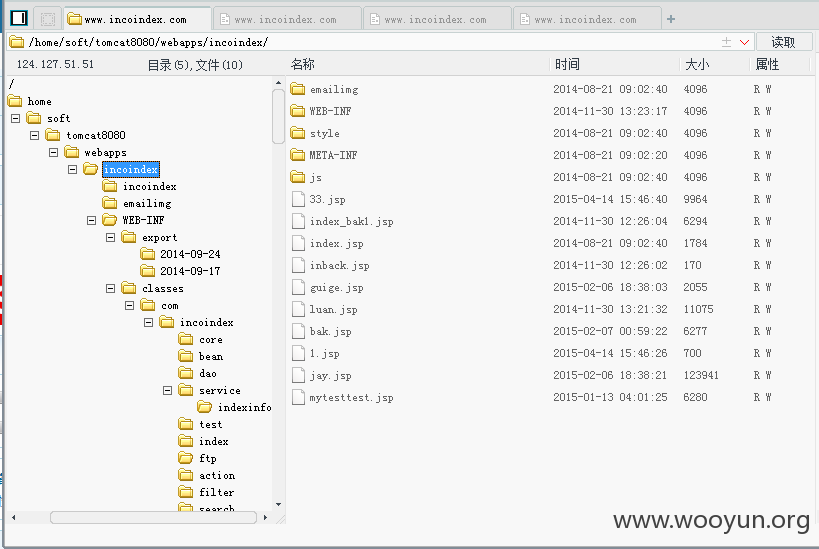 www.incoindex.com www.incoindex.com www.incoindex.com www.incoindex.com
/home/soft/tomcat8080/webapps/incoindex/ 读取
124.127.51.51 目录(5),文件(10) 名称 时间 大小 属性
/
home
soft
tomcat8080
webapps
incoindex
incoindex
emailimg
WEB-INF
export
2014-09-24
2014-09-17
classes
com
incoindex
core
bean
dao
service
indexinfo
test
index
ftp
action
filter
search
emailimg 2014-08-21 09:02:40 4096 R W
WEB-INF 2014-11-30 13:23:17 4096 R W
style 2014-08-21 09:02:40 4096 R W
META-INF 2014-08-21 09:02:20 4096 R W
js 2014-08-21 09:02:40 4096 R W
33.jsp 2015-04-14 15:46:40 9964 R W
index_bak1.jsp 2014-11-30 12:26:04 6294 R W
index.jsp 2014-08-21 09:02:40 1784 R W
inback.jsp 2014-11-30 12:26:02 170 R W
guige.jsp 2015-02-06 18:38:03 2055 R W
luan.jsp 2014-11-30 13:21:32 11075 R W
bak.jsp 2015-02-07 00:59:22 6277 R W
1.jsp 2015-04-14 15:46:26 700 R W
jay.jsp 2015-02-06 18:38:21 123941 R W
mytesttest.jsp 2015-01-13 04:01:25 6280 R W
www.wooyun.org